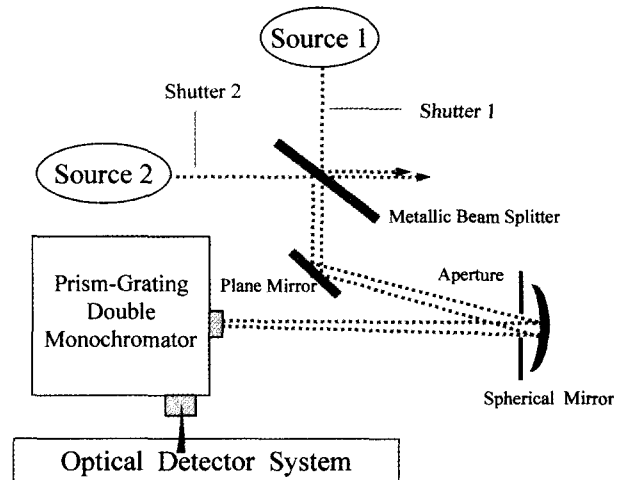 Source 1
Shutter 2
Shutter 1
Source 2
Metallic Beam Splitter
Prism-Grating
Double
Monochromator
Plane Mirror
Aperture
Spherical Mirror
Optical Detector System